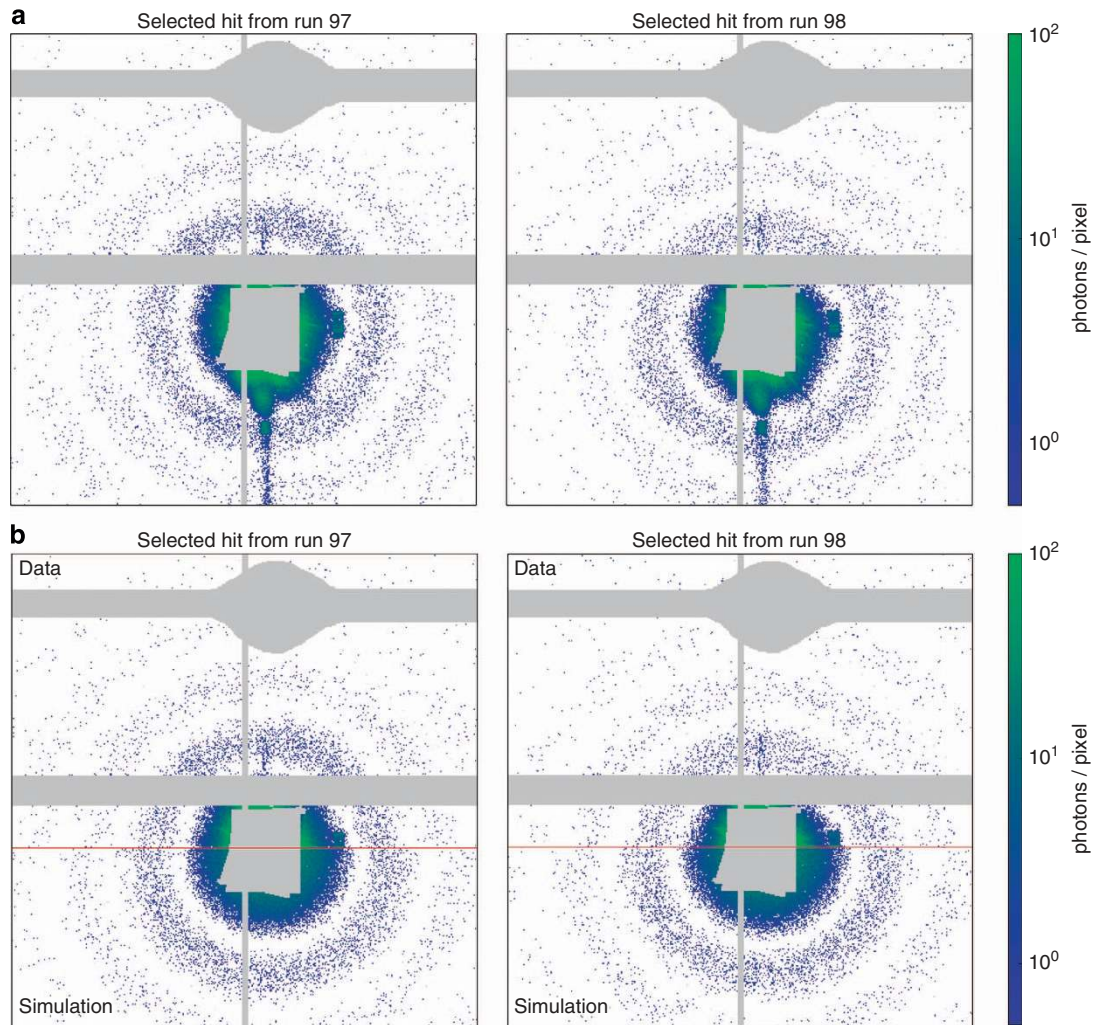 a
Selected hit from run 97
Selected hit from run 98
10²
10¹
10⁰
photons / pixel
b
Selected hit from run 97
Selected hit from run 98
Data
Data
Simulation
Simulation
10²
10¹
10⁰
photons / pixel